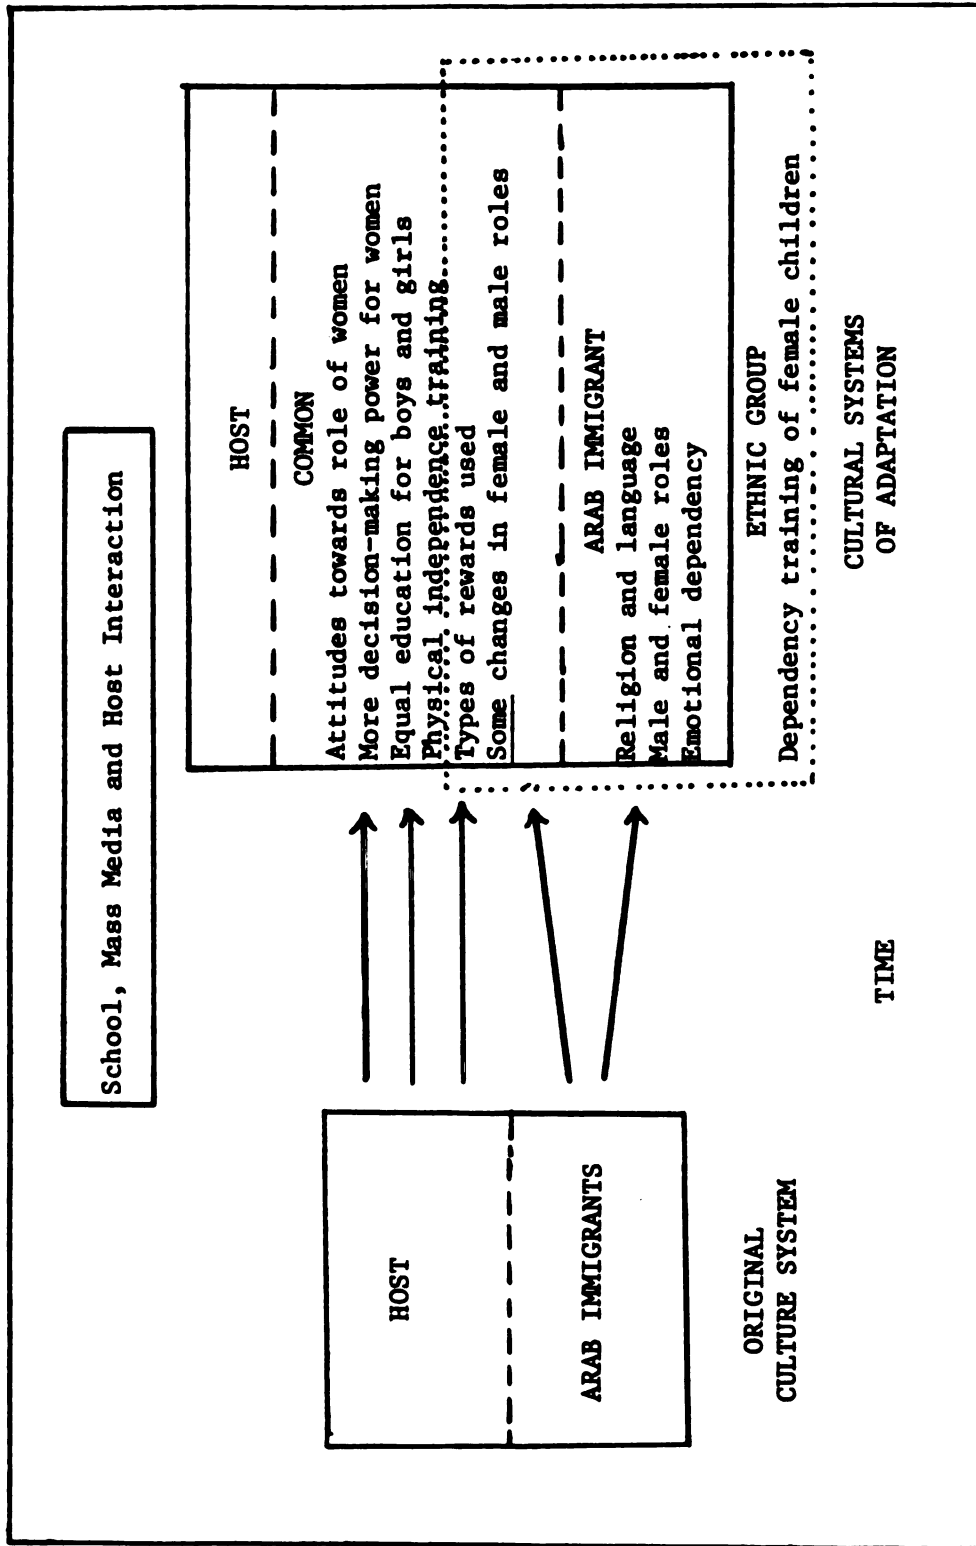 School, Mass Media and Host Interaction
HOST
ARAB IMMIGRANTS
ORIGINAL
CULTURE SYSTEM
TIME
HOST
COMMON
Attitudes towards role of women
More decision-making power for women
Equal education for boys and girls
Physical independence training
Types of rewards used
Some changes in female and male roles
ARAB IMMIGRANT
Religion and language
Male and female roles
Emotional dependency
ETHNIC GROUP
Dependency training of female children
CULTURAL SYSTEMS
OF ADAPTATION